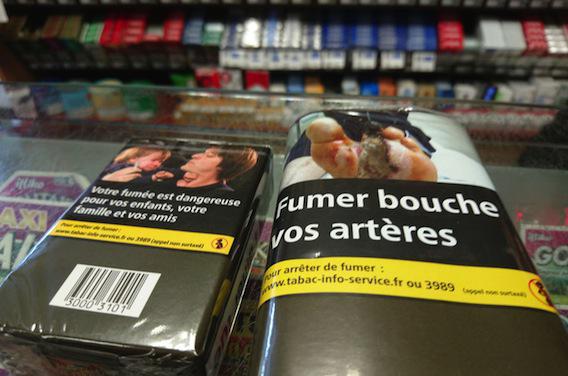 Votre fumée est dangereuse
pour vos enfants, votre
famille et vos amis
Pour arrêter de fumer :
www.tabac-info-service.fr ou 3989 (appel non surtaxé)
50003101
Fumer bouche
vos artères
Pour arrêter de fumer :
www.tabac-info-service.fr ou 3989 (appel non surtaxé)